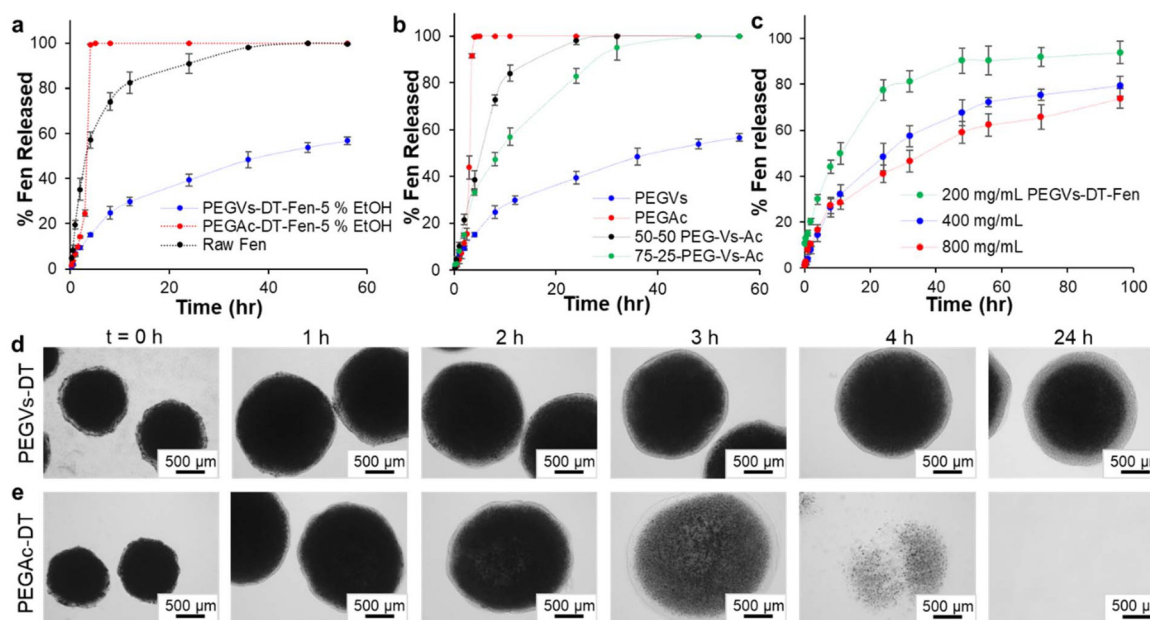 a
% Fen Released
100
80
60
40
20
0
0 20 40 60
Time (hr)
PEGVs-DT-Fen-5 % EtOH
PEGAc-DT-Fen-5 % EtOH
Raw Fen
b
% Fen Released
100
80
60
40
20
0
0 20 40 60
Time (hr)
PEGVs
PEGAc
50-50 PEG-Vs-Ac
75-25-PEG-Vs-Ac
c
% Fen released
100
80
60
40
20
0
0 20 40 60 80 100
Time (hr)
200 mg/mL PEGVs-DT-Fen
400 mg/mL
800 mg/mL
d
t = 0 h 1 h 2 h 3 h 4 h 24 h
PEGVs-DT
500 µm 500 µm 500 µm 500 µm 500 µm 500 µm
e
PEGAc-DT
500 µm 500 µm 500 µm 500 µm 500 µm 500 µm